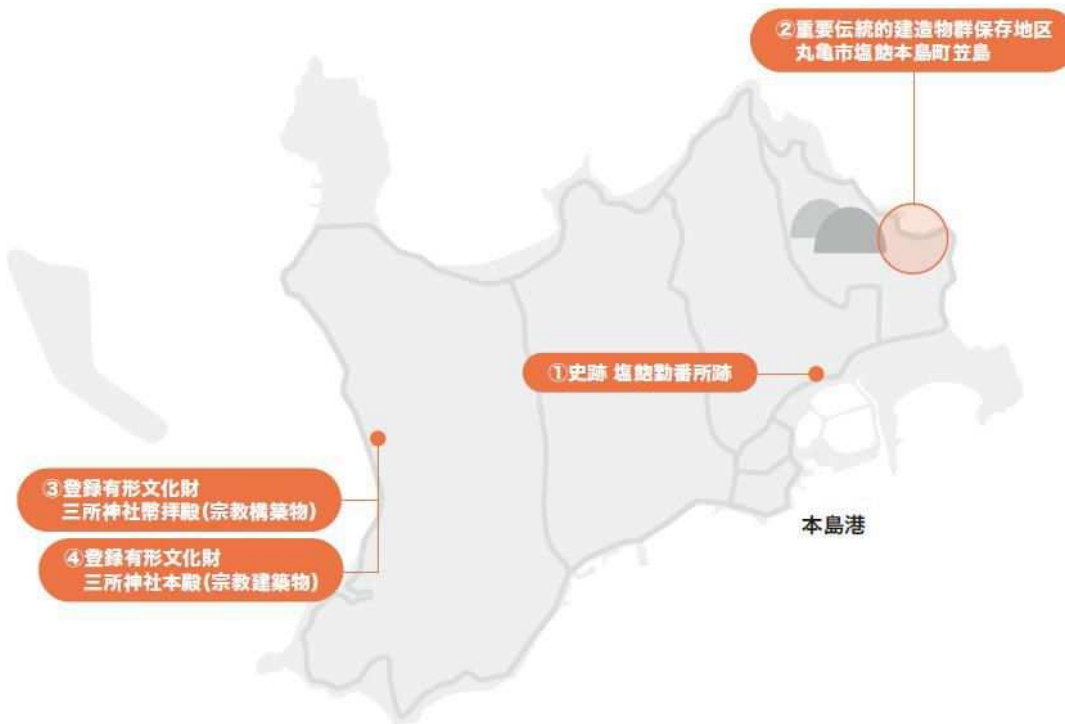 ②重要伝統的建造物群保存地区
丸亀市塩飽本島町笠島
①史跡 塩飽勤番所跡
③登録有形文化財
三所神社幣拝殿(宗教構築物)
④登録有形文化財
三所神社本殿(宗教建築物)
本島港